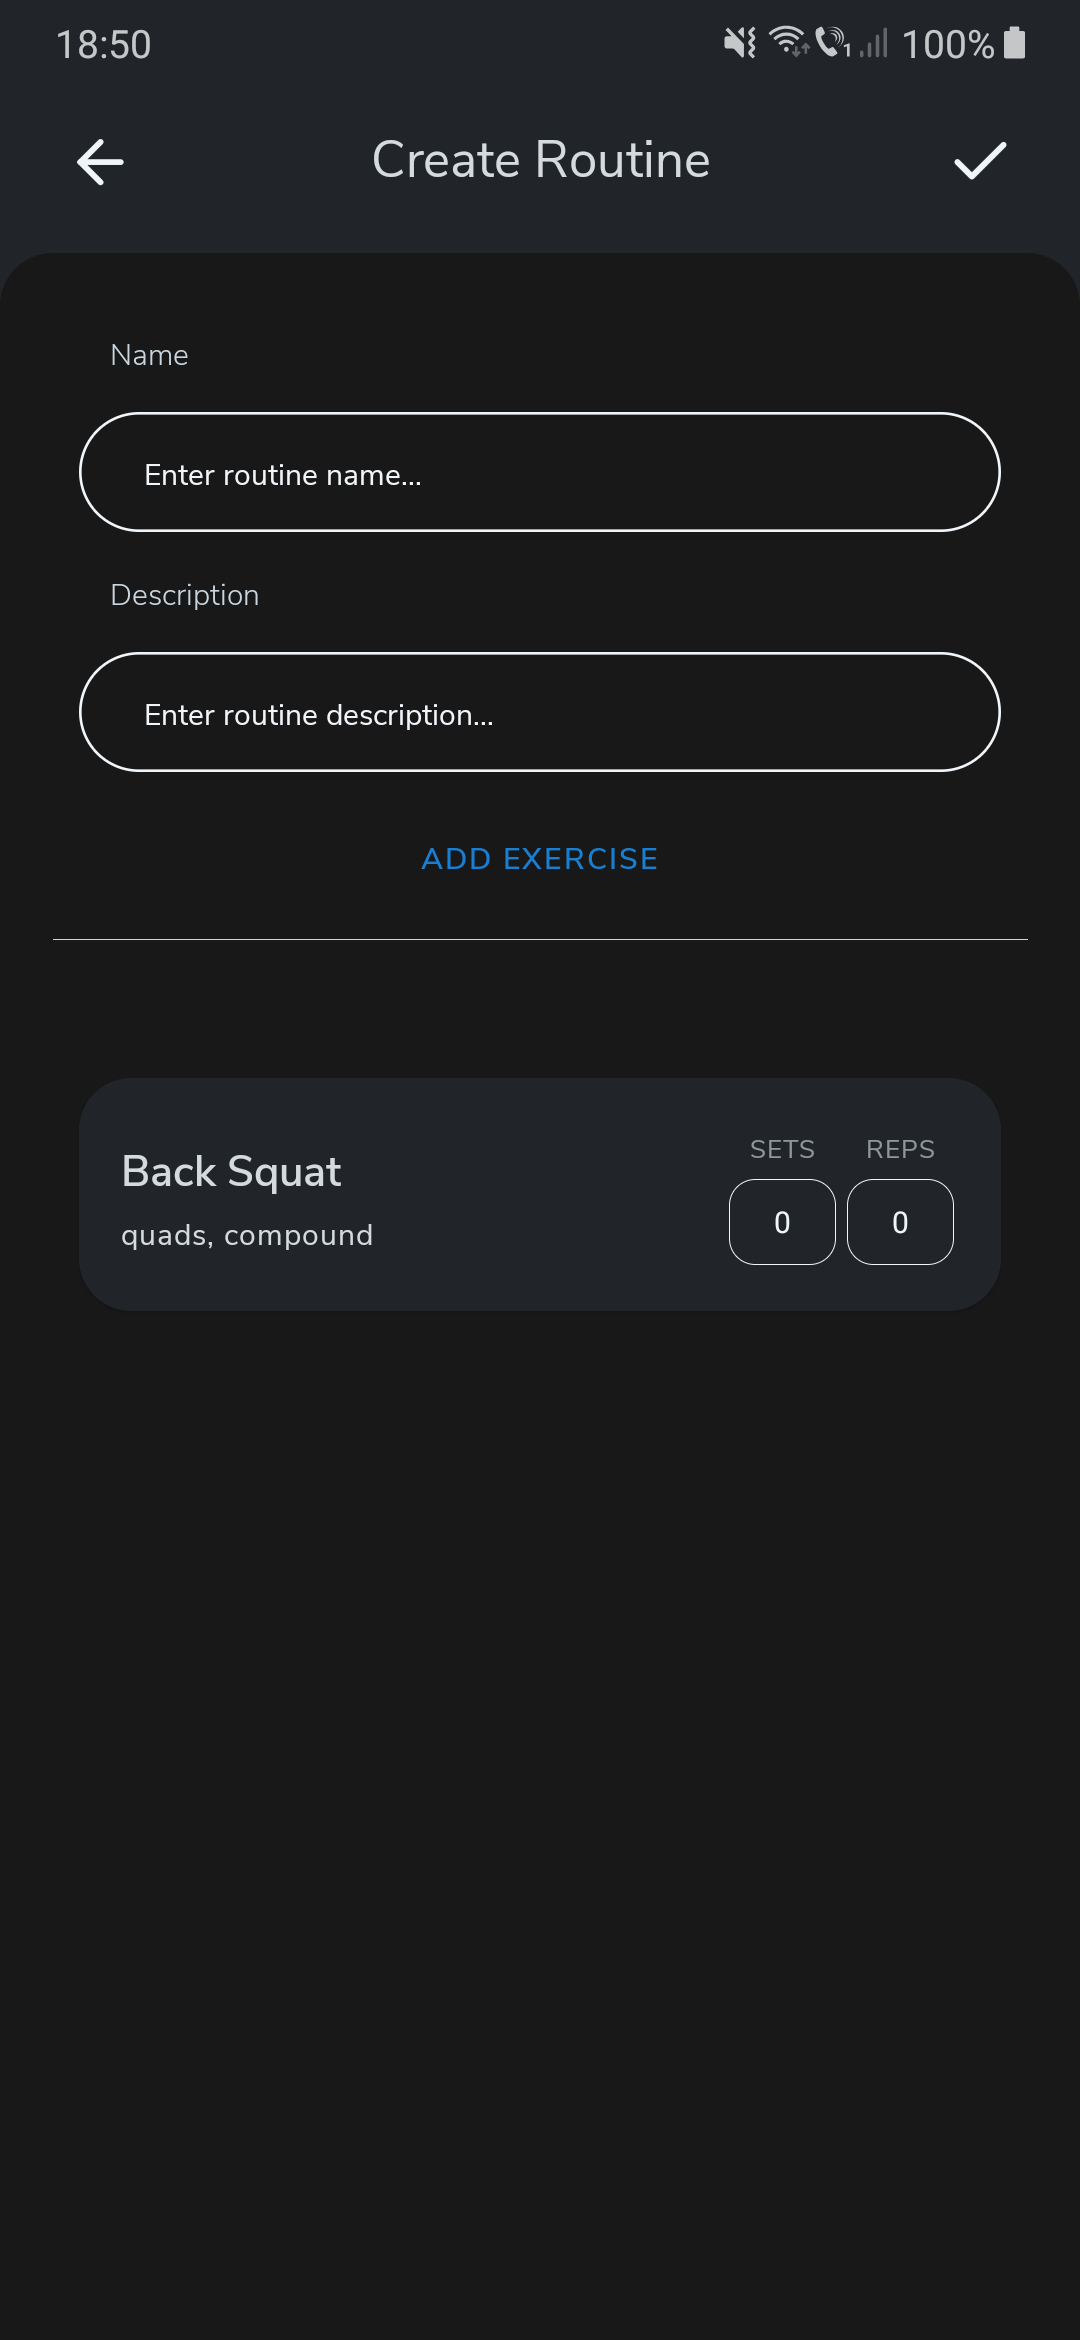 18:50
1
100%
Create Routine
Name
Enter routine name...
Description
Enter routine description...
ADD EXERCISE
SETS REPS
Back Squat
0 0
quads, compound